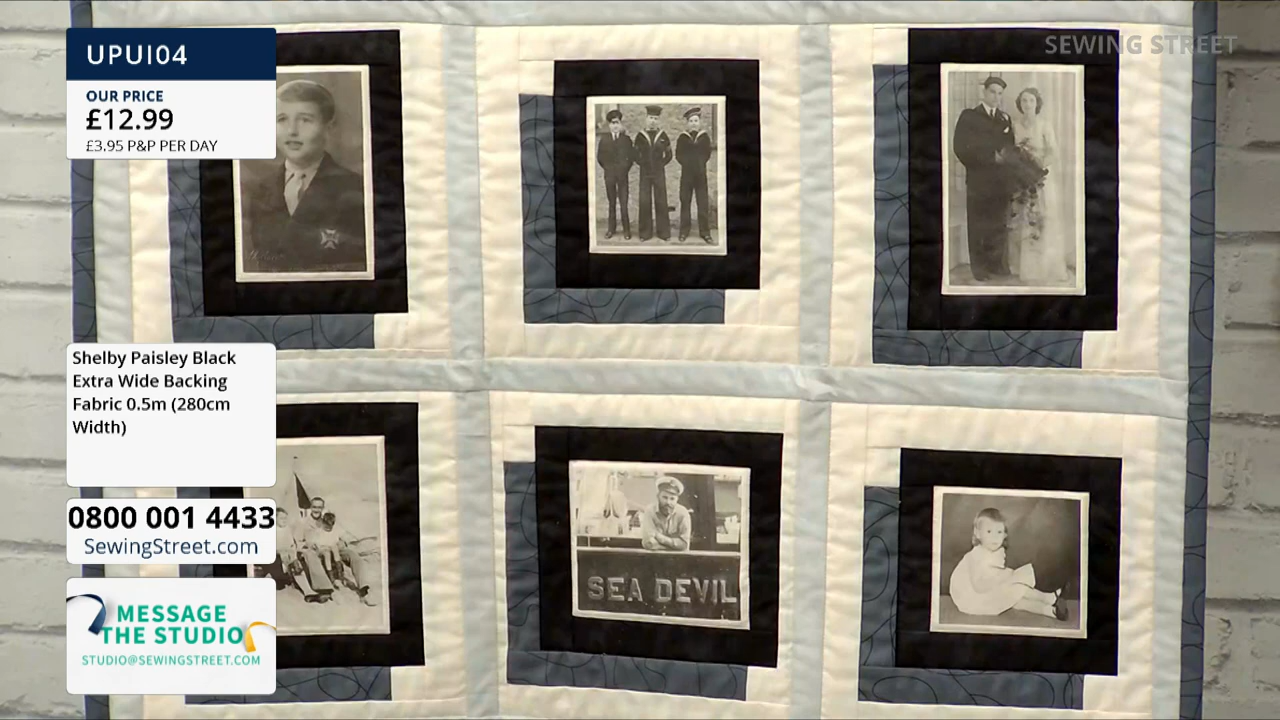 UPUI04
OUR PRICE
£12.99
£3.95 P&P PER DAY
SEWING STREET
Shelby Paisley Black
Extra Wide Backing
Fabric 0.5m (280cm
Width)
0800 001 4433
SewingStreet.com
SEA DEVIL
MESSAGE
THE STUDIO
STUDIO@SEWINGSTREET.COM